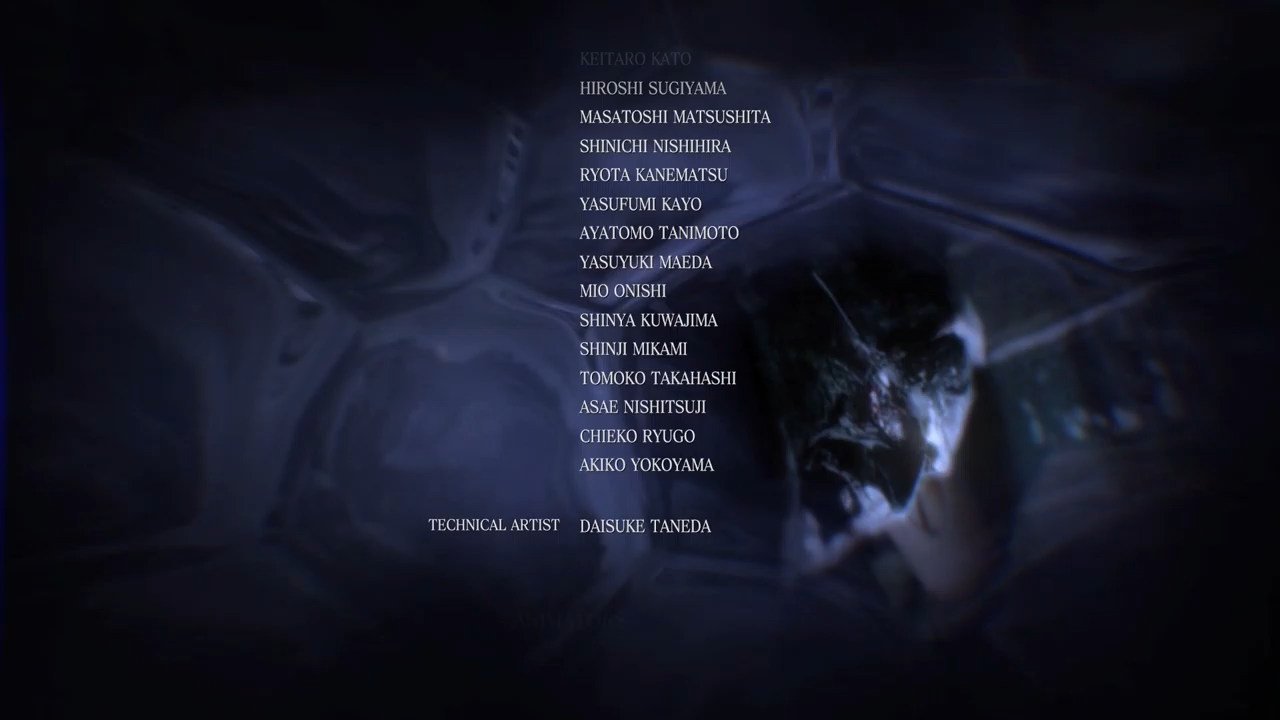 KEITARO KATO
HIROSHI SUGIYAMA
MASATOSHI MATSUSHITA
SHINICHI NISHIHIRA
RYOTA KANEMATSU
YASUFUMI KAYO
AYATOMO TANIMOTO
YASUYUKI MAEDA
MIO ONISHI
SHINYA KUWAJIMA
SHINJI MIKAMI
TOMOKO TAKAHASHI
ASAE NISHITSUJI
CHIEKO RYUGO
AKIKO YOKOYAMA
TECHNICAL ARTIST DAISUKE TANEDA